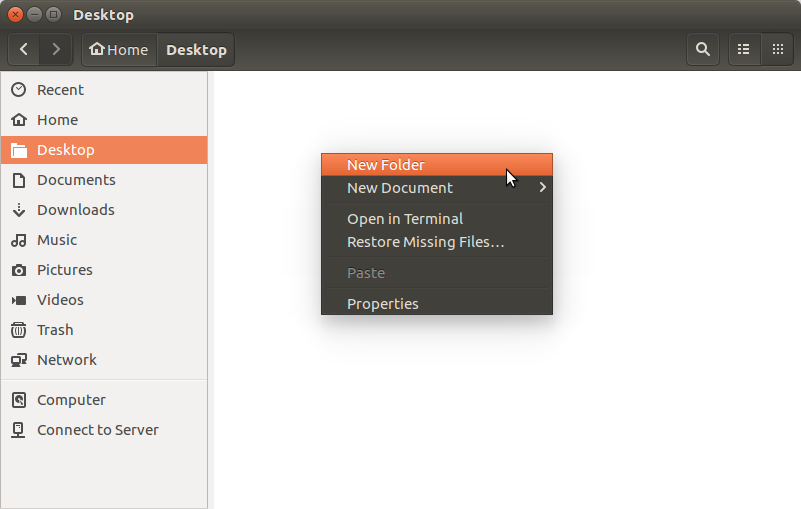 Desktop
Home
Desktop
Recent
Home
Desktop
Documents
Downloads
Music
Pictures
Videos
Trash
Network
Computer
Connect to Server
New Folder
New Document
Open in Terminal
Restore Missing Files…
Paste
Properties